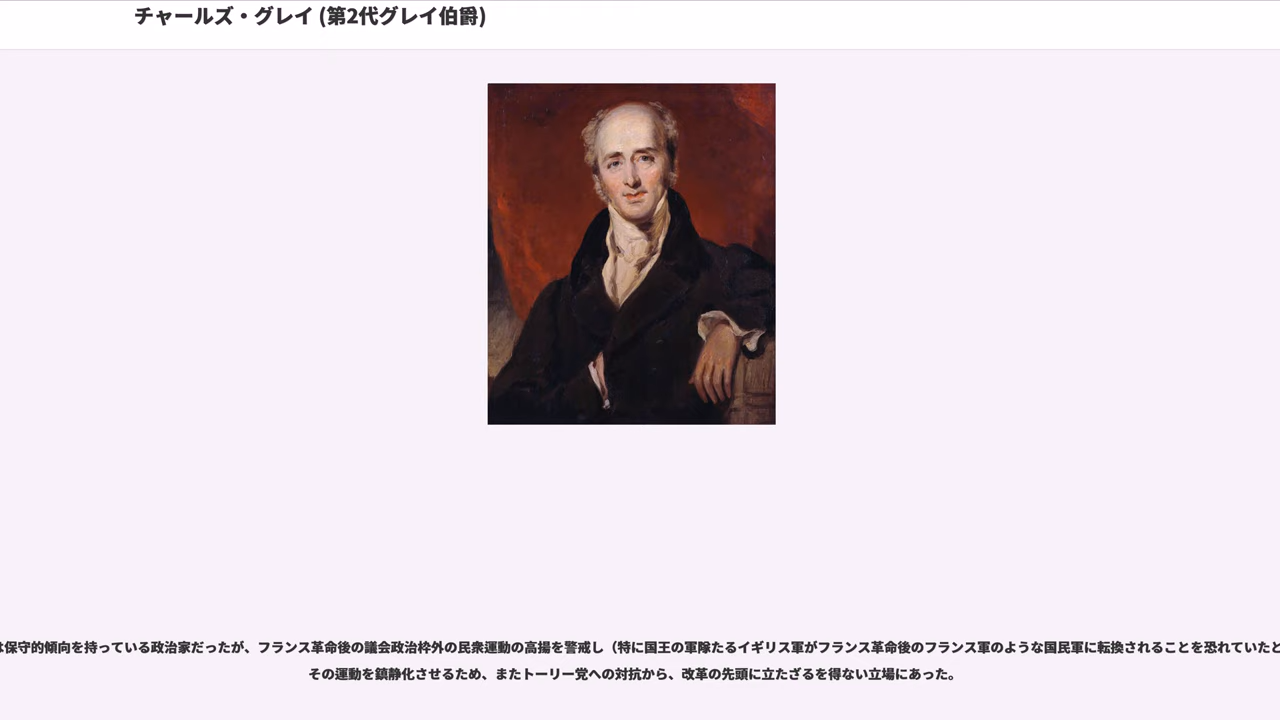 チャールズ・グレイ (第2代グレイ伯爵)
は保守的傾向を持っている政治家だったが、フランス革命後の議会政治枠外の民衆運動の高揚を警戒し（特に国王の軍隊たるイギリス軍がフランス革命後のフランス軍のような国民軍に転換されることを恐れていたと
その運動を鎮静化させるため、またトーリー党への対抗から、改革の先頭に立たざるを得ない立場にあった。